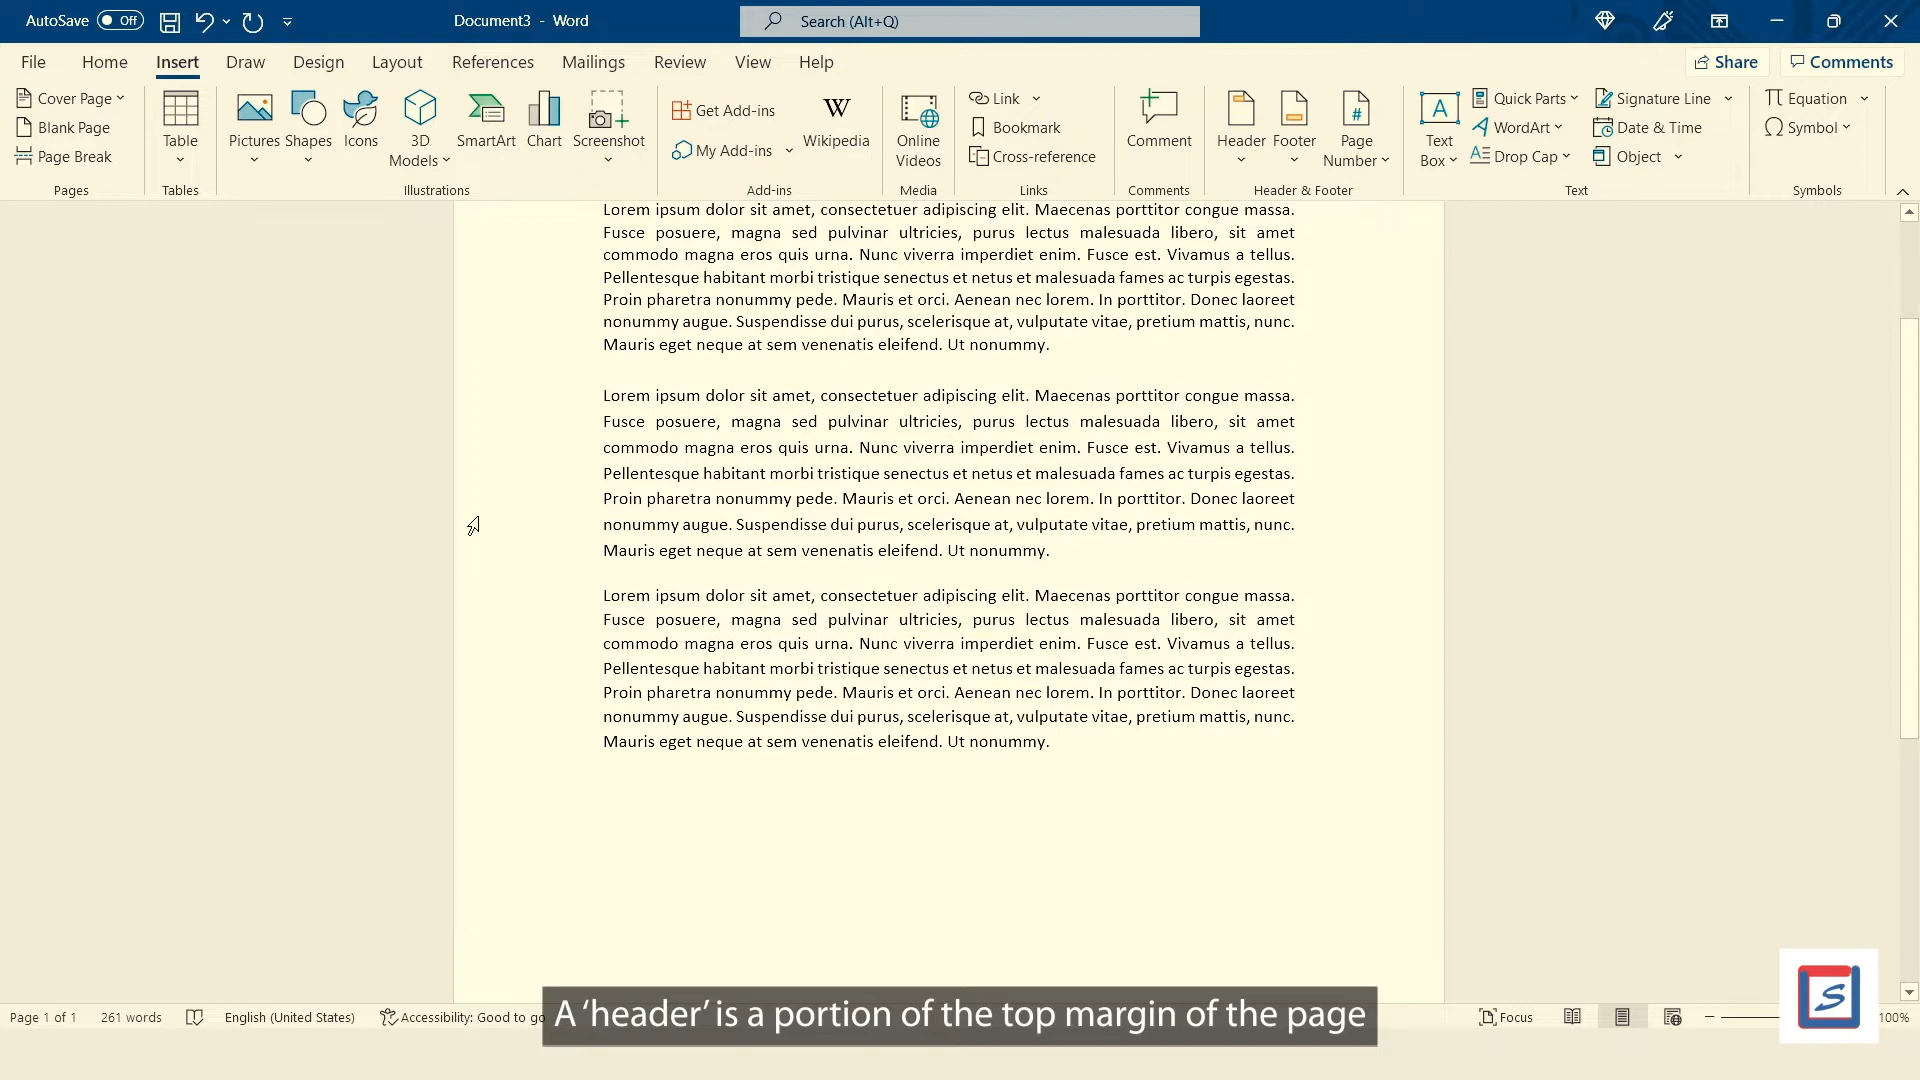 AutoSave Off Document3 - Word Search (Alt+Q)
File Home Insert Draw Design Layout References Mailings Review View Help Share Comments
Cover Page
Blank Page
Page Break
Pages
Table
Tables
Pictures Shapes Icons 3D Models SmartArt Chart Screenshot
Illustrations
Get Add-ins
My Add-ins
Wikipedia
Add-ins
Online Videos
Media
Link
Bookmark
Cross-reference
Links
Comment
Comments
Header Footer Page Number
Header & Footer
Text Box
Quick Parts
WordArt
Drop Cap
Signature Line
Date & Time
Object
Text
Equation
Symbol
Symbols
Lorem ipsum dolor sit amet, consectetuer adipiscing elit. Maecenas porttitor congue massa.
Fusce posuere, magna sed pulvinar ultricies, purus lectus malesuada libero, sit amet
commodo magna eros quis urna. Nunc viverra imperdiet enim. Fusce est. Vivamus a tellus.
Pellentesque habitant morbi tristique senectus et netus et malesuada fames ac turpis egestas.
Proin pharetra nonummy pede. Mauris et orci. Aenean nec lorem. In porttitor. Donec laoreet
nonummy augue. Suspendisse dui purus, scelerisque at, vulputate vitae, pretium mattis, nunc.
Mauris eget neque at sem venenatis eleifend. Ut nonummy.
Lorem ipsum dolor sit amet, consectetuer adipiscing elit. Maecenas porttitor congue massa.
Fusce posuere, magna sed pulvinar ultricies, purus lectus malesuada libero, sit amet
commodo magna eros quis urna. Nunc viverra imperdiet enim. Fusce est. Vivamus a tellus.
Pellentesque habitant morbi tristique senectus et netus et malesuada fames ac turpis egestas.
Proin pharetra nonummy pede. Mauris et orci. Aenean nec lorem. In porttitor. Donec laoreet
nonummy augue. Suspendisse dui purus, scelerisque at, vulputate vitae, pretium mattis, nunc.
Mauris eget neque at sem venenatis eleifend. Ut nonummy.
Lorem ipsum dolor sit amet, consectetuer adipiscing elit. Maecenas porttitor congue massa.
Fusce posuere, magna sed pulvinar ultricies, purus lectus malesuada libero, sit amet
commodo magna eros quis urna. Nunc viverra imperdiet enim. Fusce est. Vivamus a tellus.
Pellentesque habitant morbi tristique senectus et netus et malesuada fames ac turpis egestas.
Proin pharetra nonummy pede. Mauris et orci. Aenean nec lorem. In porttitor. Donec laoreet
nonummy augue. Suspendisse dui purus, scelerisque at, vulputate vitae, pretium mattis, nunc.
Mauris eget neque at sem venenatis eleifend. Ut nonummy.
A ‘header’ is a portion of the top margin of the page
Page 1 of 1 261 words English (United States) Accessibility: Good to go Focus 100%
S